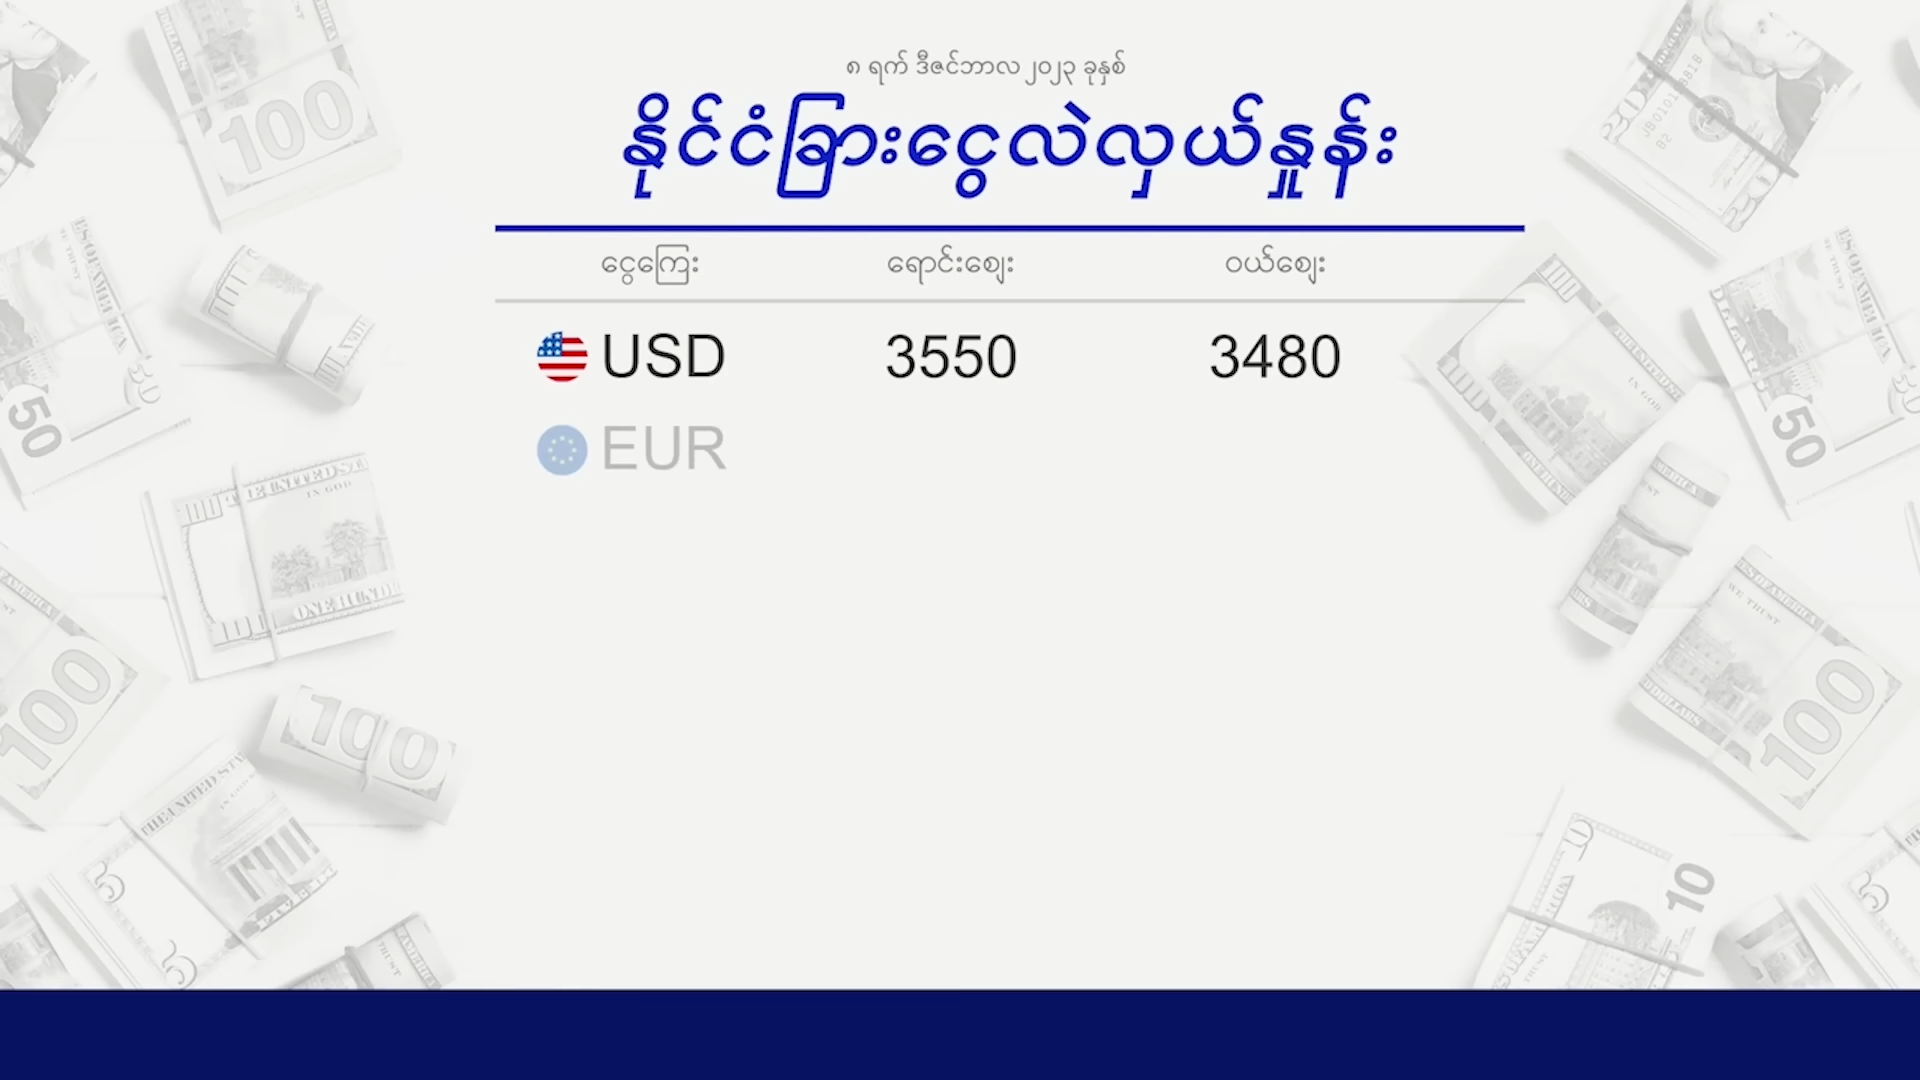 ၈ ရက် ဒီဇင်ဘာလ ၂၀၂၃ ခုနှစ်
နိုင်ငံခြားငွေလဲလှယ်နှုန်း
ငွေကြေး ရောင်းဈေး ဝယ်ဈေး
USD 3550 3480
EUR